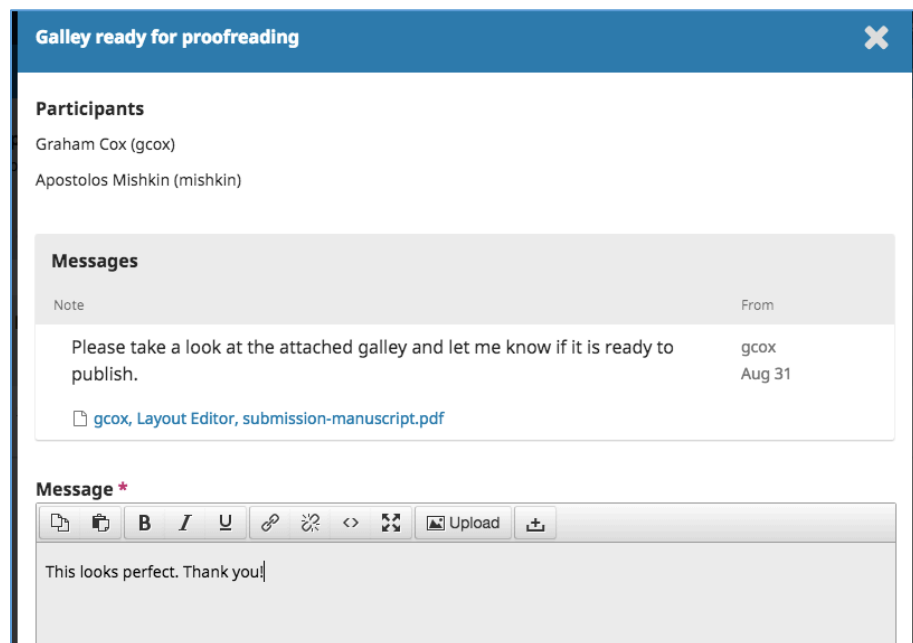 Galley ready for proofreading
Participants
Graham Cox (gcox)
Apostolos Mishkin (mishkin)
Messages
Note From
Please take a look at the attached galley and let me know if it is ready to gcox
publish. Aug 31
gcox, Layout Editor, submission-manuscript.pdf
Message *
B I U <> Upload
This looks perfect. Thank you!